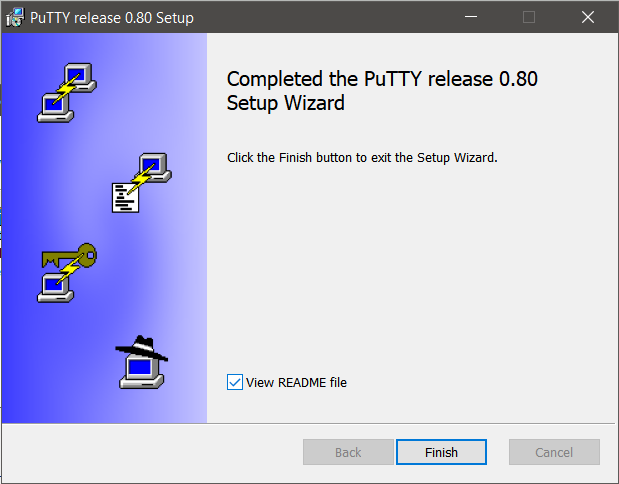 PuTTY release 0.80 Setup
Completed the PuTTY release 0.80
Setup Wizard
Click the Finish button to exit the Setup Wizard.
View README file
Back
Finish
Cancel